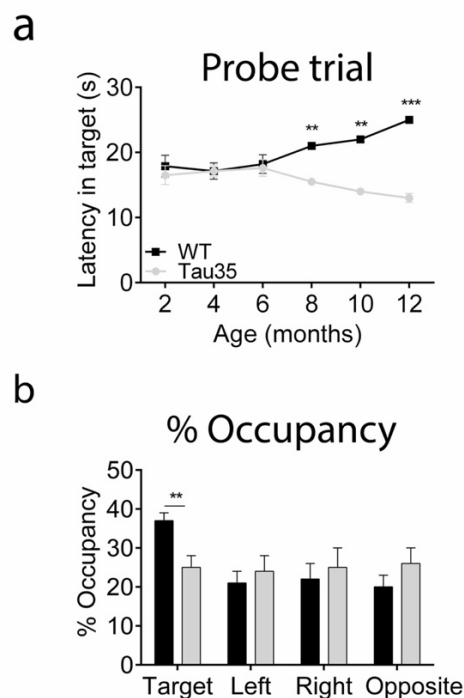 a
Probe trial
Latency in target (s)
30
20
10
0
** ** ***
WT
Tau35
2 4 6 8 10 12
Age (months)
b
% Occupancy
% Occupancy
50
40
30
20
10
0
**
Target Left Right Opposite